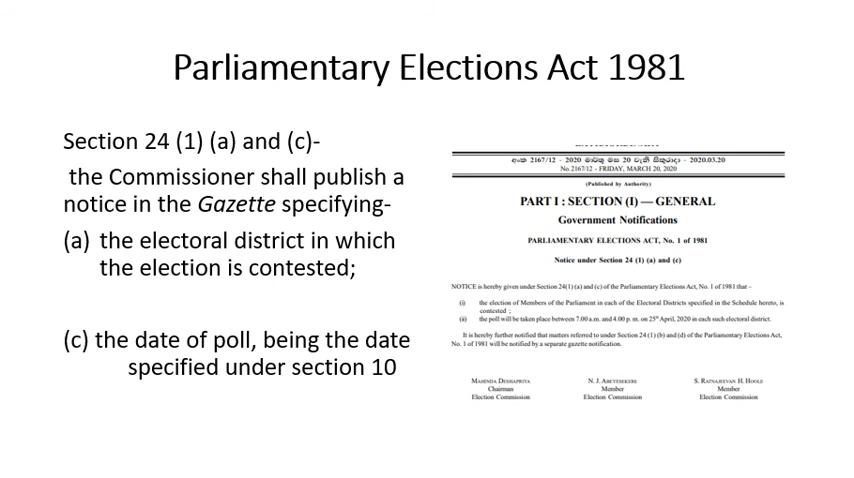 Parliamentary Elections Act 1981
Section 24 (1) (a) and (c)-
the Commissioner shall publish a
notice in the Gazette specifying-
(a) the electoral district in which
the election is contested;
(c) the date of poll, being the date
specified under section 10
අංක 2167/12 - 2020 මාර්තු මස 20 වැනි සිකුරාදා - 2020.03.20
No. 2167/12 - FRIDAY, MARCH 20, 2020
(Published by Authority)
PART I : SECTION (I) — GENERAL
Government Notifications
PARLIAMENTARY ELECTIONS ACT, No. 1 of 1981
Notice under Section 24 (1) (a) and (c)
NOTICE is hereby given under Section 24(1) (a) and (c) of the Parliamentary Elections Act, No. 1 of 1981 that –
(i) the election of Members of the Parliament in each of the Electoral Districts specified in the Schedule hereto, is
contested ;
(ii) the poll will be taken place between 7.00 a.m. and 4.00 p. m. on 25th April, 2020 in each such electoral district.
It is hereby further notified that matters referred to under Section 24 (1) (b) and (d) of the Parliamentary Elections Act,
No. 1 of 1981 will be notified by a separate gazette notification.
MAHINDA DESHAPRIYA
Chairman
Election Commission
N. J. ABEYESEKERE
Member
Election Commission
S. RATNAJEEVAN H. HOOLE
Member
Election Commission